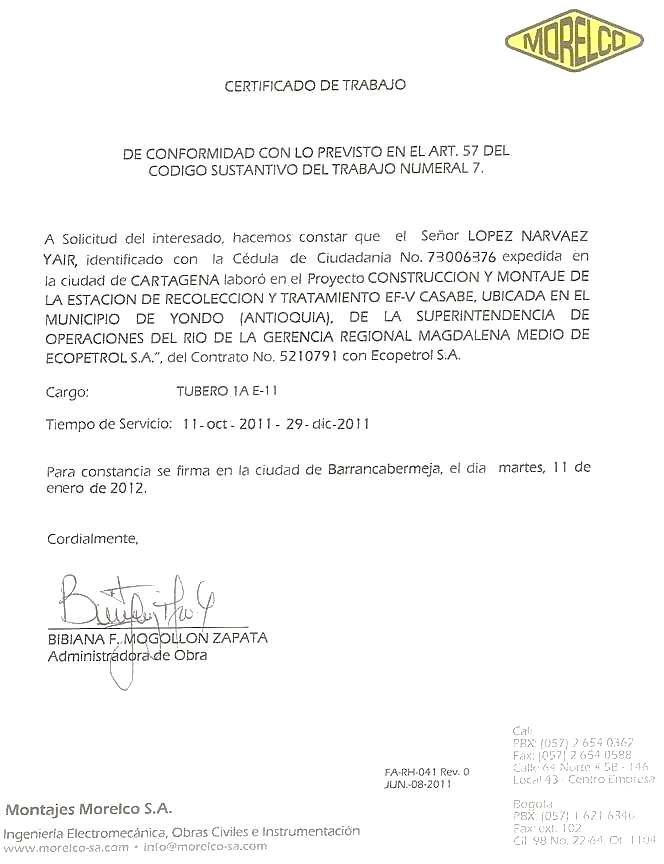 MORELCO
CERTIFICADO DE TRABAJO
DE CONFORMIDAD CON LO PREVISTO EN EL ART. 57 DEL
CODIGO SUSTANTIVO DEL TRABAJO NUMERAL 7.
A Solicitud del interesado, hacemos constar que el Señor LOPEZ NARVAEZ
YAIR, identificado con la Cédula de Ciudadania No. 73006376 expedida en
la ciudad de CARTAGENA laboró en el Proyecto CONSTRUCCION Y MONTAJE DE
LA ESTACION DE RECOLECCION Y TRATAMIENTO EF-V CASABE, UBICADA EN EL
MUNICIPIO DE YONDO (ANTIOQUIA), DE LA SUPERINTENDENCIA DE
OPERACIONES DEL RIO DE LA GERENCIA REGIONAL MAGDALENA MEDIO DE
ECOPETROL S.A.", del Contrato No. 5210791 con Ecopetrol S.A.
Cargo: TUBERO 1A E-11
Tiempo de Servicio: 11-oct-2011-29-dic-2011
Para constancia se firma en la ciudad de Barrancabermeja, el día martes, 11 de
enero de 2012.
Cordialmente,
BIBIANA F. MOGOLLON ZAPATA
Administradora de Obra
FA-RH-041 Rev. 0
JUN.-08-2011
Montajes Morelco S.A.
Ingeniería Electromecánica, Obras Civiles e Instrumentación
www.morelco-sa.com • info@morelco-sa.com
Cali
PBX: (057) 2 654 0367
Fax: (057) 2 654 0588
Calle 64 Norte # 5B - 146
Local 43 - Centro Empresa
Bogota
PBX: (057) 1 621 6346
Fax: ext. 102
Cll. 98 No. 22-64, Of. 1104